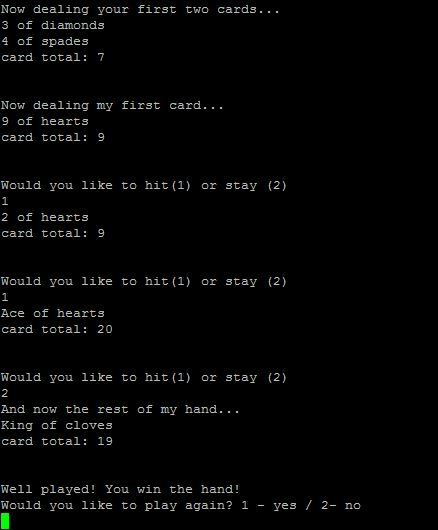 Now dealing your first two cards...
3 of diamonds
4 of spades
card total: 7
Now dealing my first card...
9 of hearts
card total: 9
Would you like to hit(1) or stay (2)
1
2 of hearts
card total: 9
Would you like to hit(1) or stay (2)
1
Ace of hearts
card total: 20
Would you like to hit(1) or stay (2)
2
And now the rest of my hand...
King of cloves
card total: 19
Well played! You win the hand!
Would you like to play again? 1 - yes / 2- no